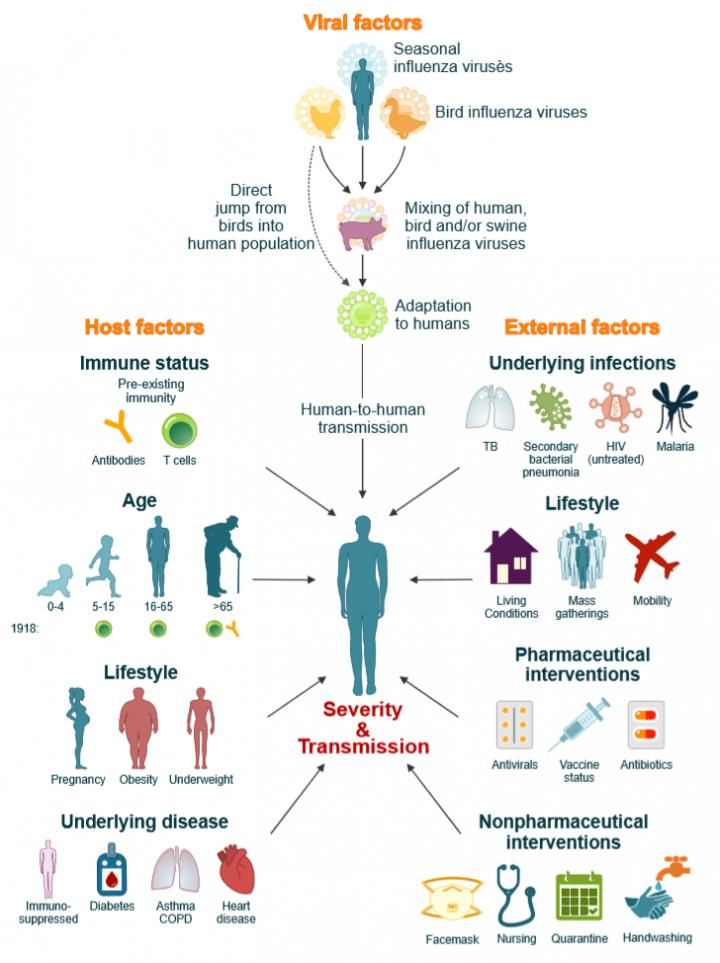 Viral factors
Seasonal
influenza virusès
Bird influenza viruses
Direct
jump from
birds into
human population
Mixing of human,
bird and/or swine
influenza viruses
Adaptation
to humans
Human-to-human
transmission
Host factors
Immune status
Pre-existing
immunity
Antibodies
T cells
Age
0-4
5-15
16-65
>65
1918:
Lifestyle
Pregnancy
Obesity
Underweight
Underlying disease
Immuno-
suppressed
Diabetes
Asthma
COPD
Heart
disease
External factors
Underlying infections
TB
Secondary
bacterial
pneumonia
HIV
(untreated)
Malaria
Lifestyle
Living
Conditions
Mass
gatherings
Mobility
Pharmaceutical
interventions
Antivirals
Vaccine
status
Antibiotics
Nonpharmaceutical
interventions
Facemask
Nursing
Quarantine
Handwashing
Severity
&
Transmission